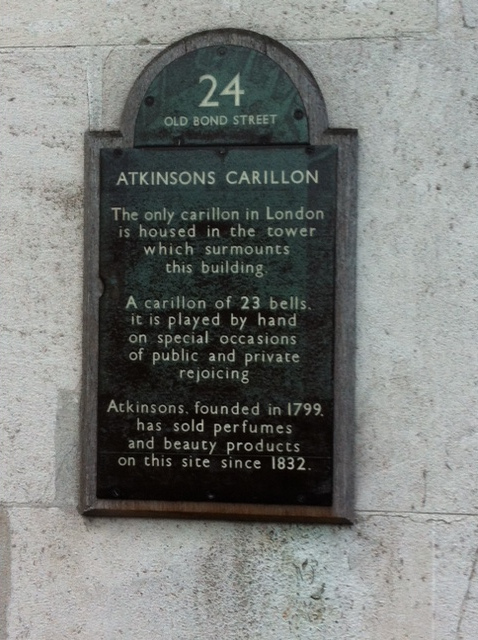 24
OLD BOND STREET
ATKINSONS CARILLON
The only carillon in London
is housed in the tower
which surmounts
this building.
A carillon of 23 bells.
it is played by hand
on special occasions
of public and private
rejoicing
Atkinsons. founded in 1799.
has sold perfumes
and beauty products
on this site since 1832.